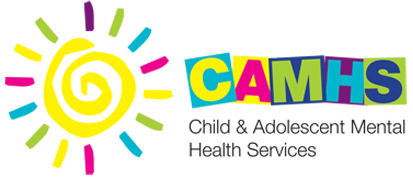 CAMHS
Child & Adolescent Mental
Health Services